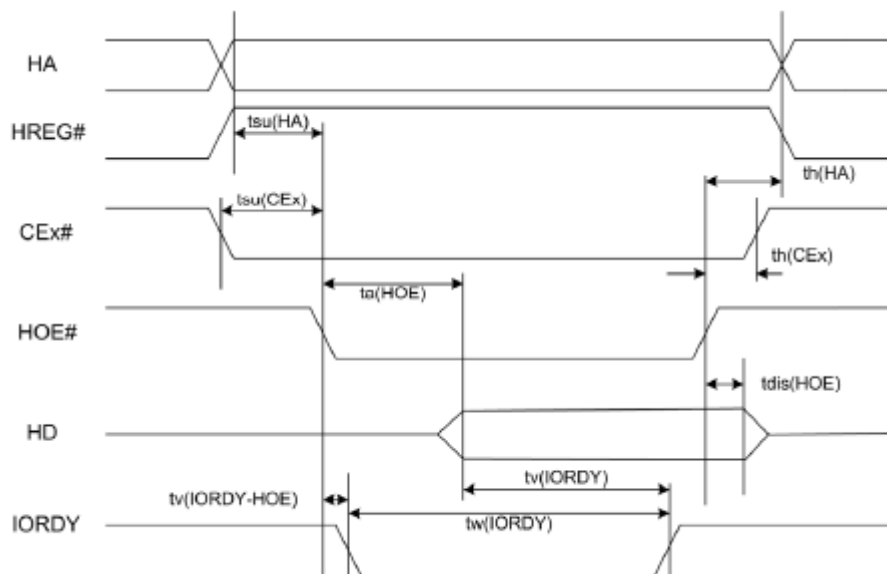 HA
HREG#
tsu(HA)
th(HA)
tsu(CEx)
CEx#
th(CEx)
ta(HOE)
HOE#
tdis(HOE)
HD
tv(IORDY)
tv(IORDY-HOE)
tw(IORDY)
IORDY